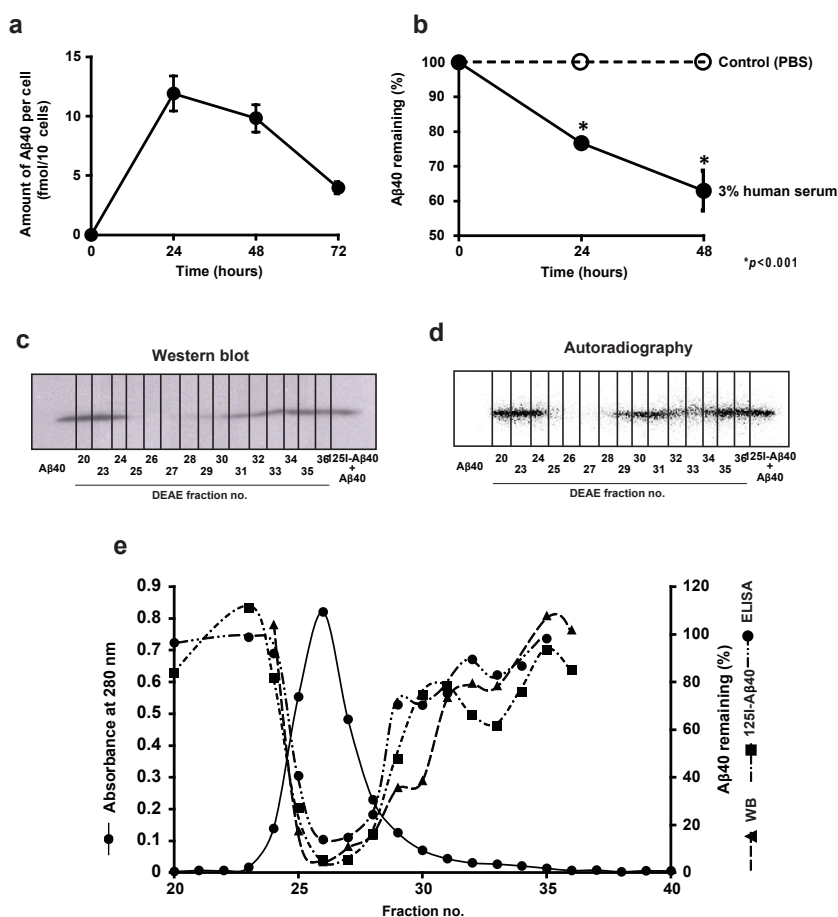 a
Amount of Aβ40 per cell
(fmol/10 cells)
15
10
5
0
0 24 48 72
Time (hours)
b
Aβ40 remaining (%)
100
90
80
70
60
50
0 24 48
Time (hours)
Control (PBS)
*
*
3% human serum
*p<0.001
c
Western blot
Aβ40
20 24 26 28 30 32 34 36 125I-Aβ40
23 25 27 29 31 33 35 +
Aβ40
DEAE fraction no.
d
Autoradiography
Aβ40
20 24 26 28 30 32 34 36 125I-Aβ40
23 25 27 29 31 33 35 +
Aβ40
DEAE fraction no.
e
Absorbance at 280 nm
0.9
0.8
0.7
0.6
0.5
0.4
0.3
0.2
0.1
0
20 25 30 35 40
Fraction no.
120
100
80
60
40
20
0
Aβ40 remaining (%)
WB
125I-Aβ40
ELISA